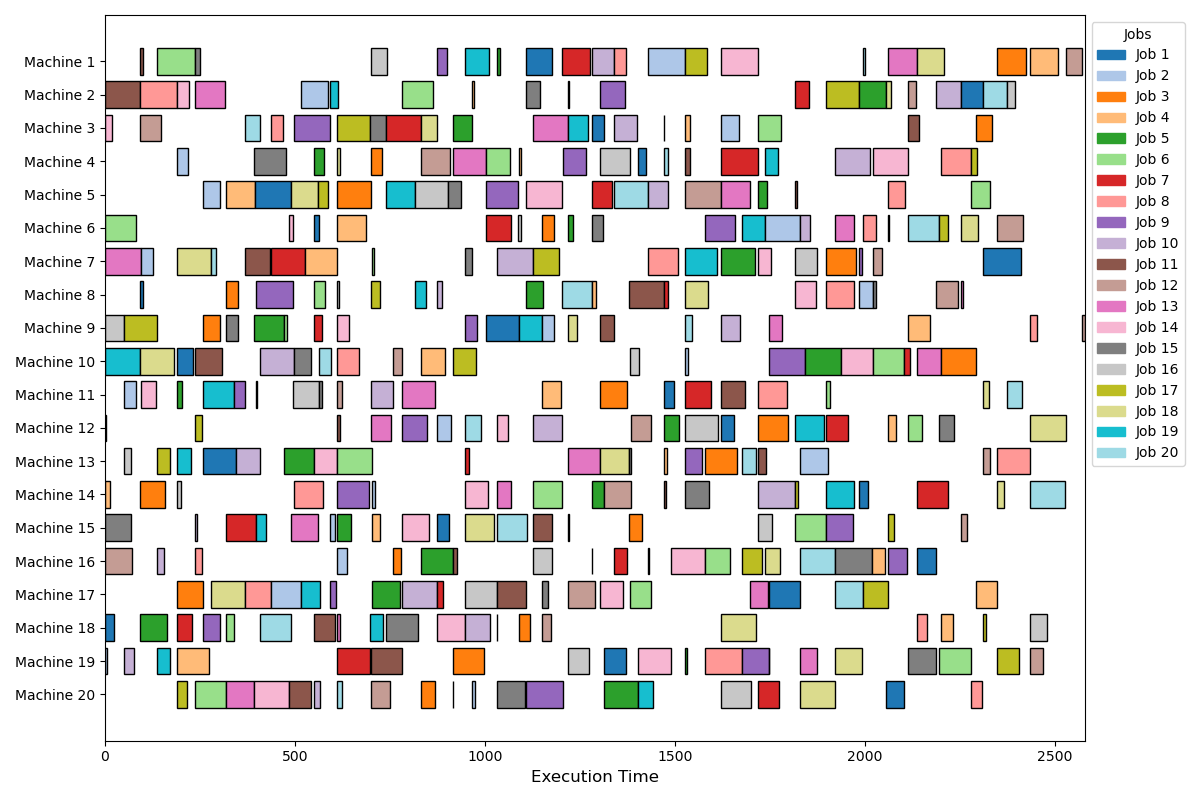 Machine 1
Machine 2
Machine 3
Machine 4
Machine 5
Machine 6
Machine 7
Machine 8
Machine 9
Machine 10
Machine 11
Machine 12
Machine 13
Machine 14
Machine 15
Machine 16
Machine 17
Machine 18
Machine 19
Machine 20
0 500 1000 1500 2000 2500
Execution Time
Jobs
Job 1
Job 2
Job 3
Job 4
Job 5
Job 6
Job 7
Job 8
Job 9
Job 10
Job 11
Job 12
Job 13
Job 14
Job 15
Job 16
Job 17
Job 18
Job 19
Job 20